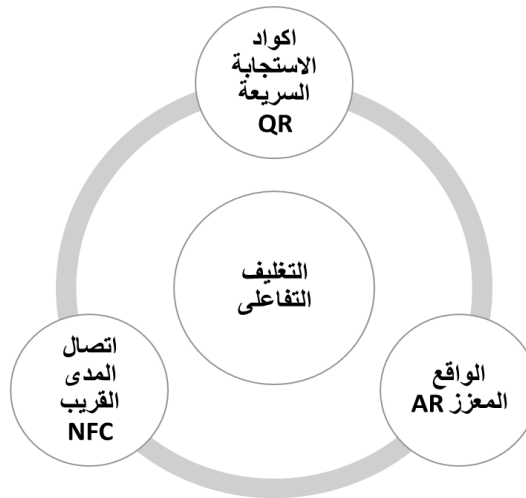 اكواد
الاستجابة
السريعة
QR
التغليف
التفاعلى
الواقع
المعزز AR
اتصال
المدى
القريب
NFC